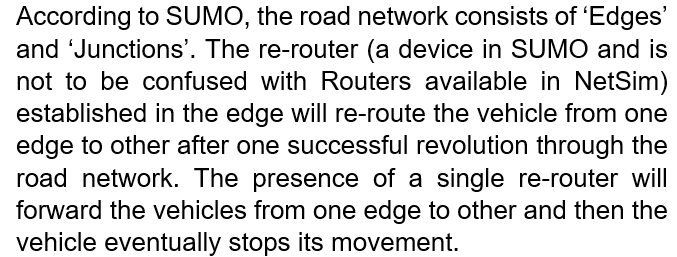 According to SUMO, the road network consists of ‘Edges’
and ‘Junctions’. The re-router (a device in SUMO and is
not to be confused with Routers available in NetSim)
established in the edge will re-route the vehicle from one
edge to other after one successful revolution through the
road network. The presence of a single re-router will
forward the vehicles from one edge to other and then the
vehicle eventually stops its movement.